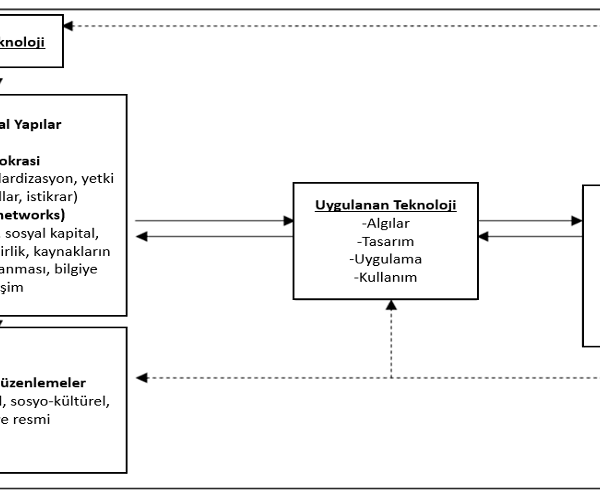 knoloji
al Yapılar
okrasi
lardizasyon, yetki
llar, istikrar)
networks)
, sosyal kapital,
irlik, kaynakların
anması, bilgiye
şim
Uygulanan Teknoloji
-Algılar
-Tasarım
-Uygulama
-Kullanım
üzenlemeler
l, sosyo-kültürel,
e resmi